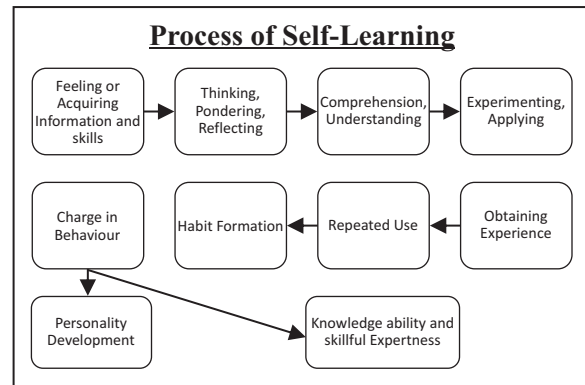 Process of Self-Learning
Feeling or
Acquiring
Information and
skills
Thinking,
Pondering,
Reflecting
Comprehension,
Understanding
Experimenting,
Applying
Charge in
Behaviour
Habit Formation
Repeated Use
Obtaining
Experience
Personality
Development
Knowledge ability and
skillful Expertness